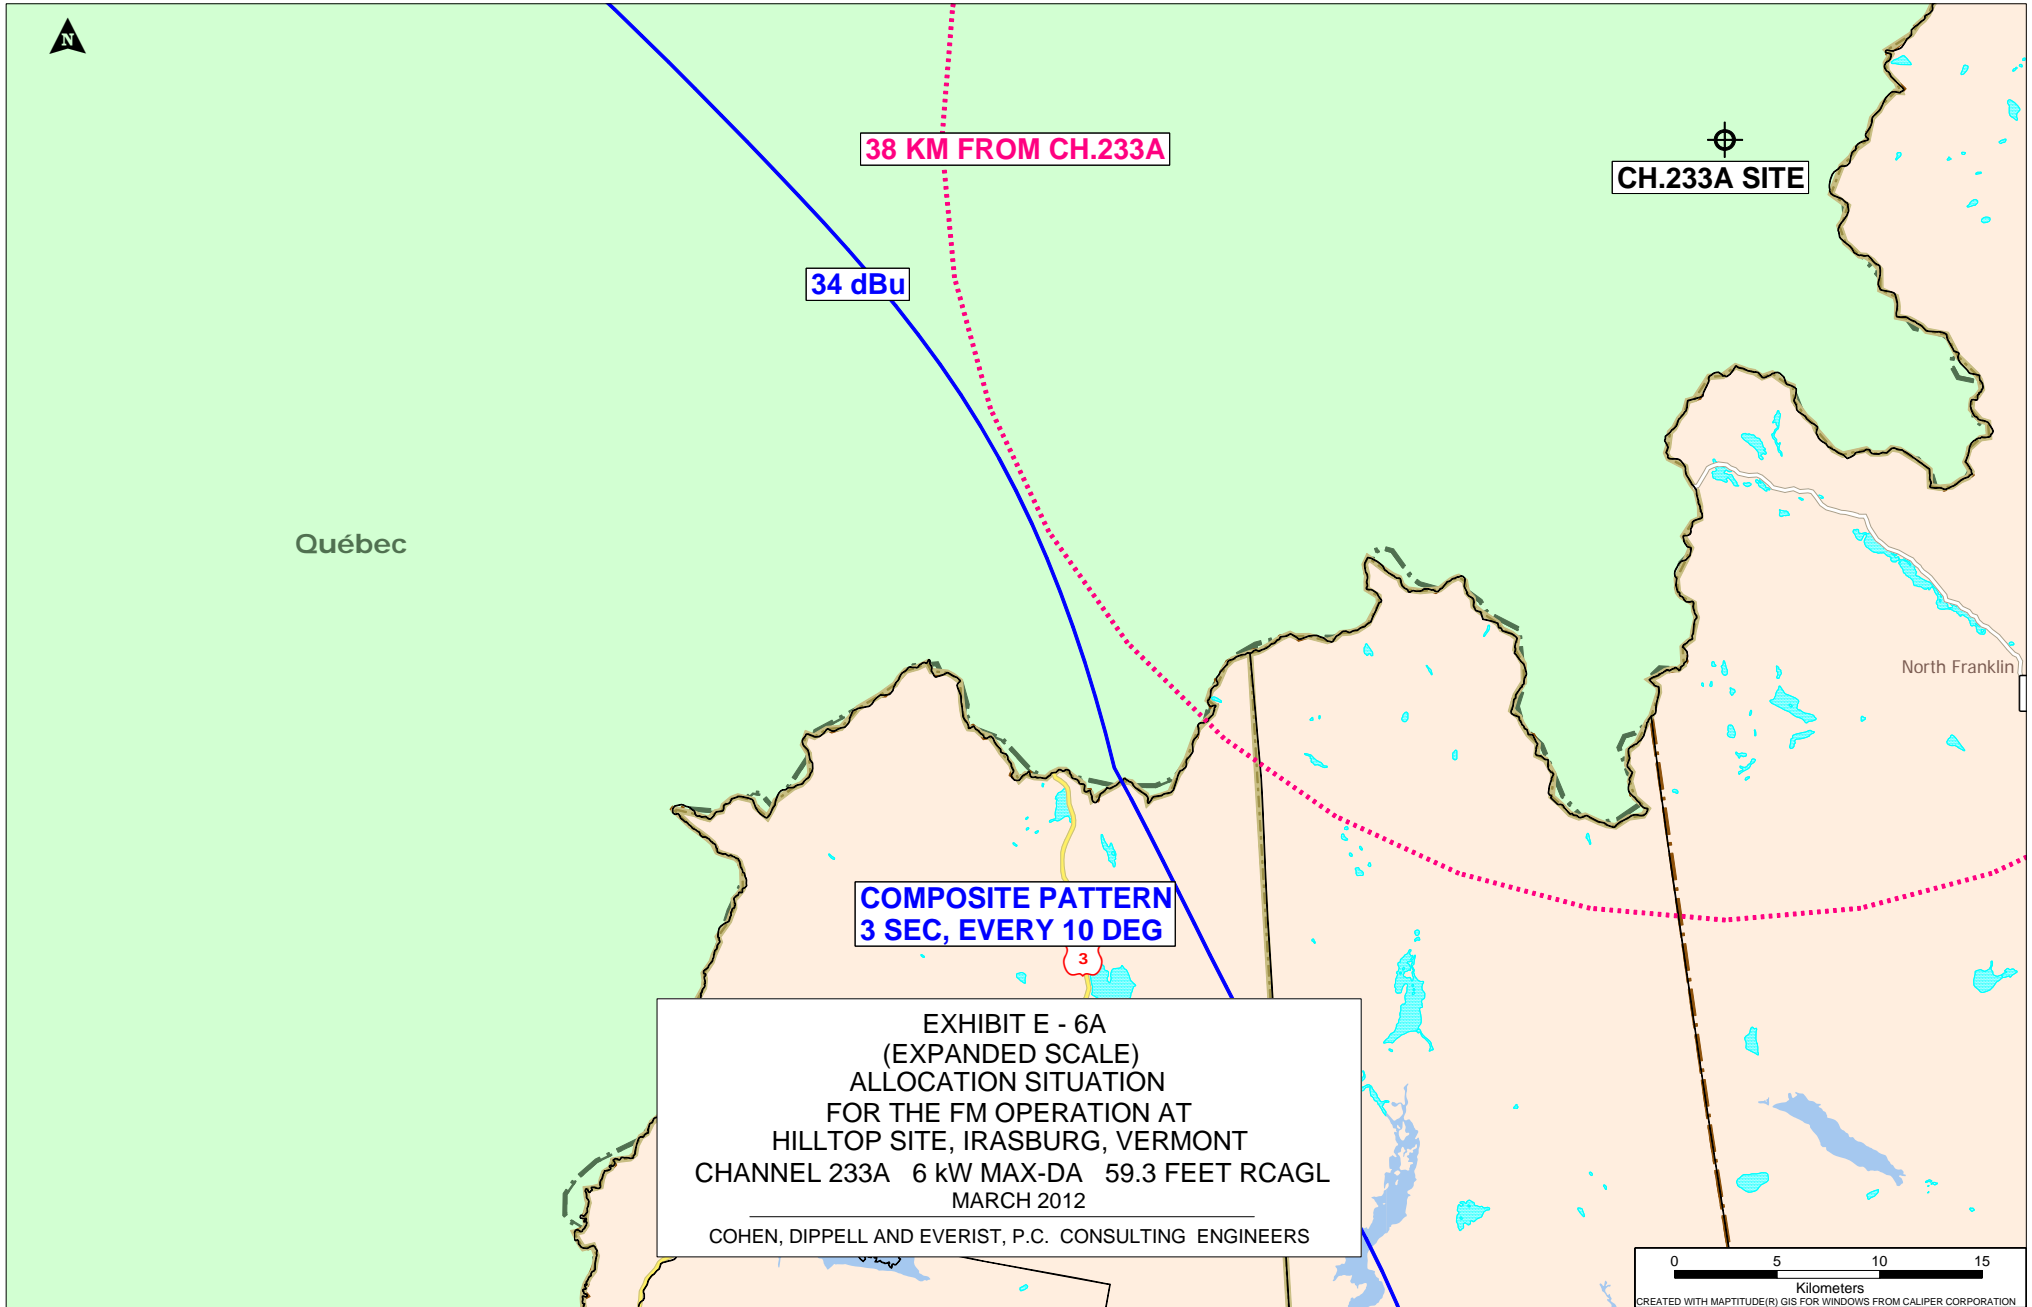 N
38 KM FROM CH.233A
CH.233A SITE
34 dBu
Québec
North Franklin
COMPOSITE PATTERN
3 SEC, EVERY 10 DEG
3
EXHIBIT E - 6A
(EXPANDED SCALE)
ALLOCATION SITUATION
FOR THE FM OPERATION AT
HILLTOP SITE, IRASBURG, VERMONT
CHANNEL 233A 6 kW MAX-DA 59.3 FEET RCAGL
MARCH 2012
COHEN, DIPPELL AND EVERIST, P.C. CONSULTING ENGINEERS
0 5 10 15
Kilometers
CREATED WITH MAPTITUDE(R) GIS FOR WINDOWS FROM CALIPER CORPORATION